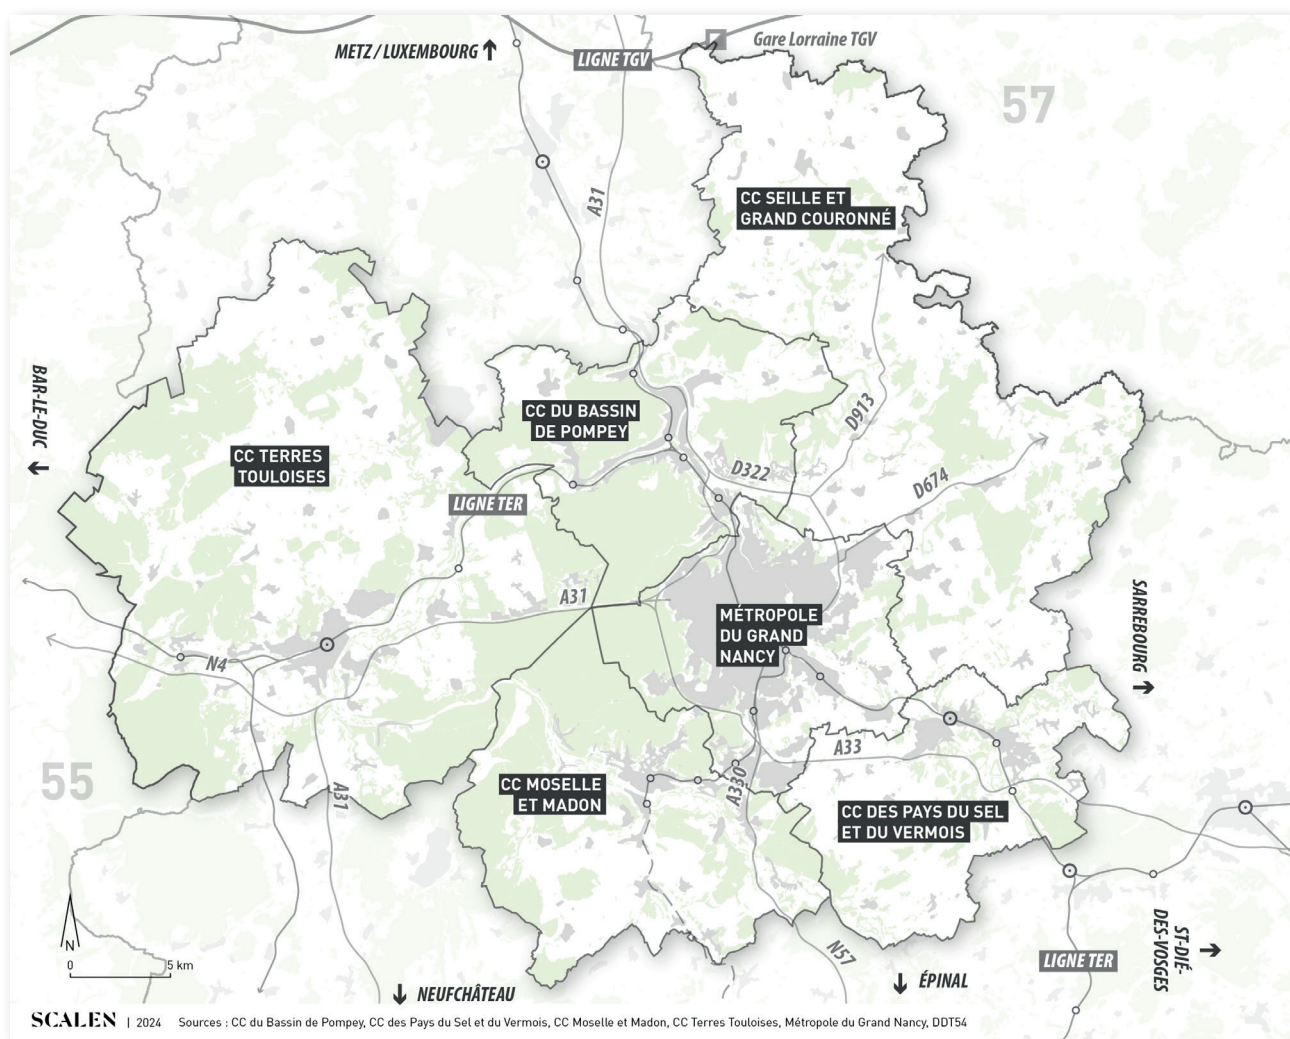 METZ / LUXEMBOURG ↑
LIGNE TGV
Gare Lorraine TGV
57
A31
CC SEILLE ET
GRAND COURONNÉ
BAR-LE-DUC
CC DU BASSIN
DE POMPEY
D913
CC TERRES
TOULOISES
D322
D674
LIGNE TER
A31
SARREBOURG
MÉTROPOLE
DU GRAND
NANCY
N4
A33
55
A31
CC MOSELLE
ET MADON
A330
CC DES PAYS DU SEL
ET DU VERMOIS
N57
ST-DIÉ-
DES-VOSGES
N
0 5 km
LIGNE TER
NEUFCHÂTEAU
ÉPINAL
SCALEN | 2024 Sources : CC du Bassin de Pompey, CC des Pays du Sel et du Vermois, CC Moselle et Madon, CC Terres Touloises, Métropole du Grand Nancy, DDT54